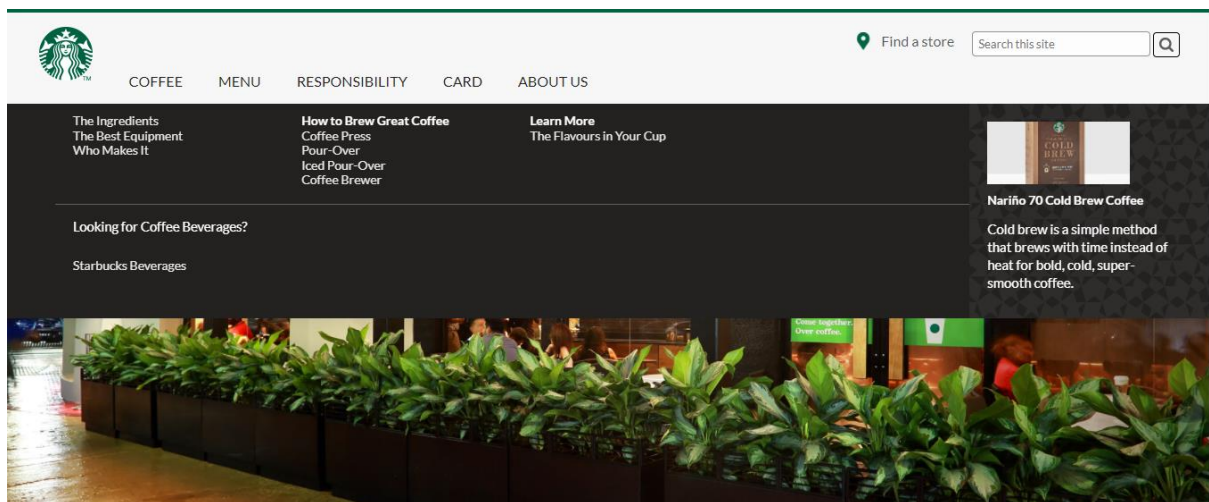 Find a store
Search this site
TM
COFFEE MENU RESPONSIBILITY CARD ABOUT US
The Ingredients
The Best Equipment
Who Makes It
How to Brew Great Coffee
Coffee Press
Pour-Over
Iced Pour-Over
Coffee Brewer
Learn More
The Flavours in Your Cup
Looking for Coffee Beverages?
Starbucks Beverages
COLD
BREW
Nariño 70 Cold Brew Coffee
Cold brew is a simple method
that brews with time instead of
heat for bold, cold, super-
smooth coffee.
Come together.
Over coffee.